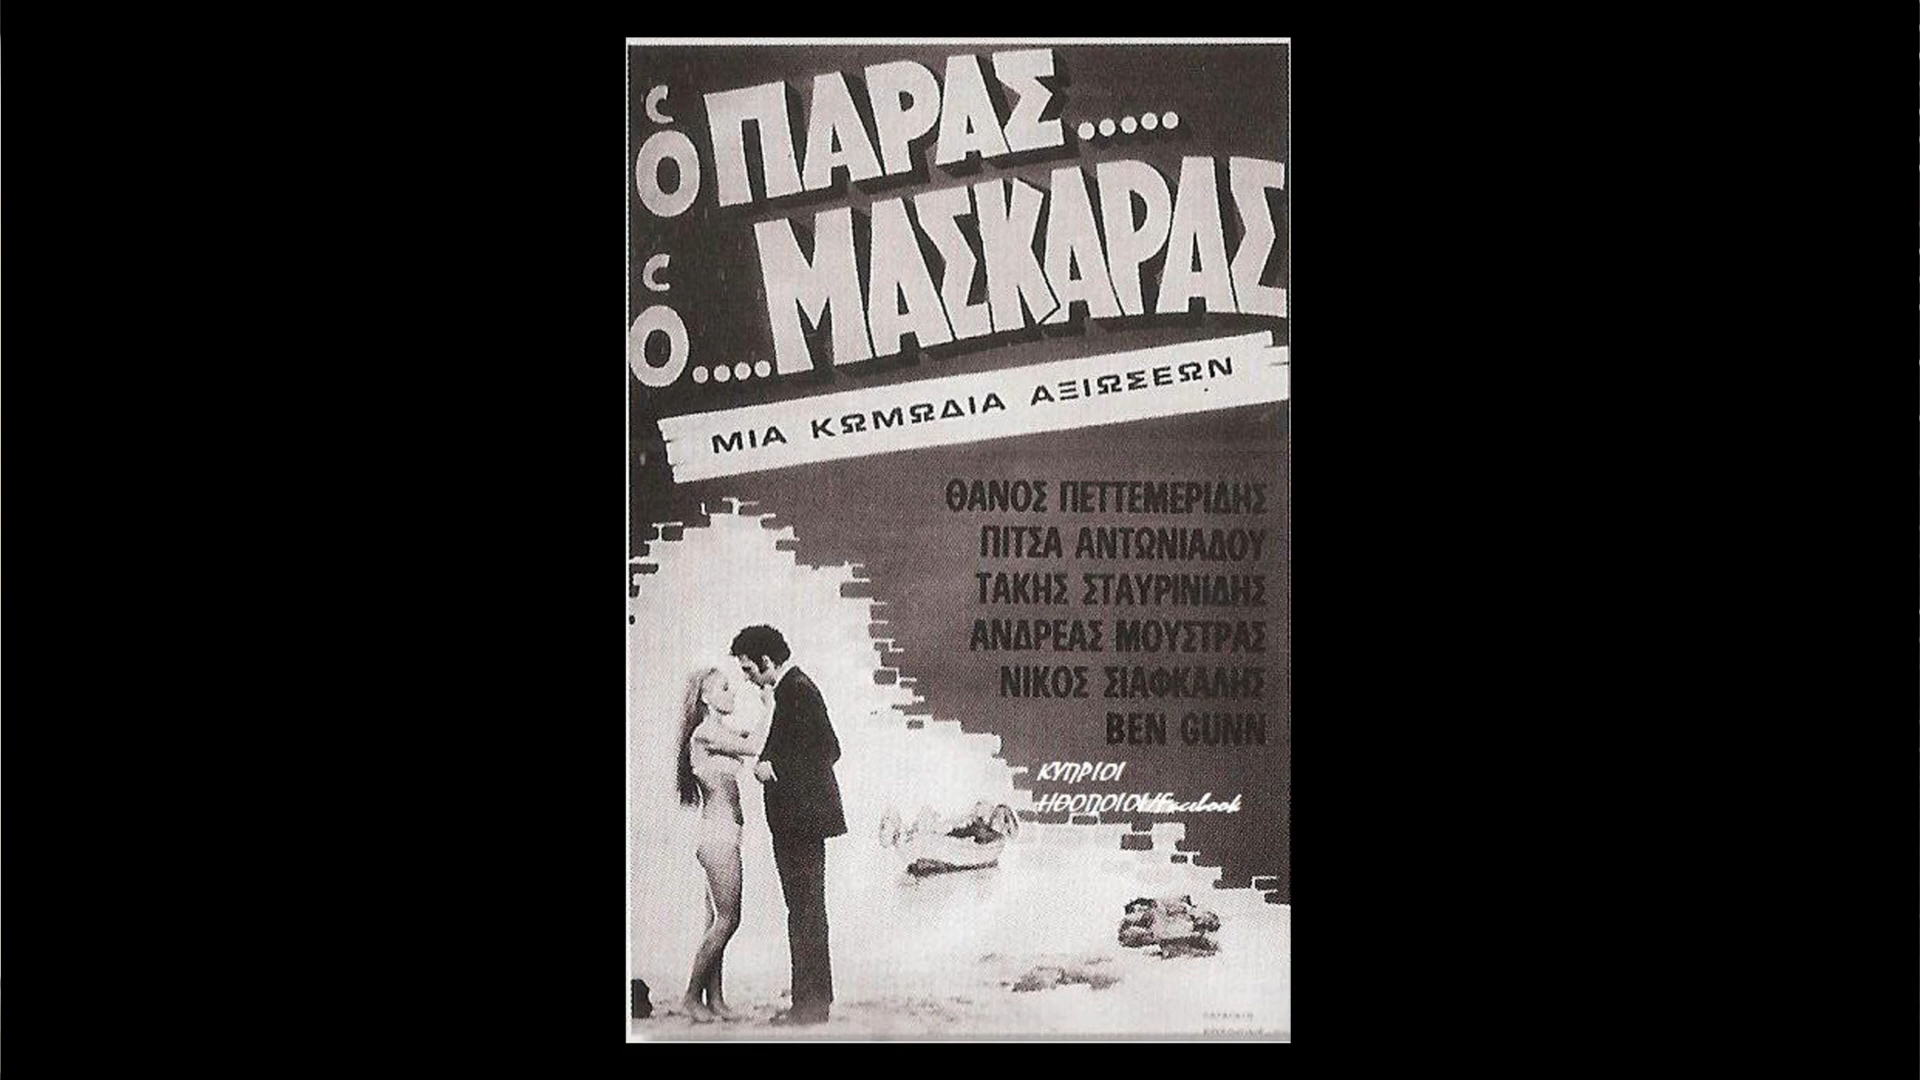 Ὁ ΠΑΡΑΣ.....
Ὁ....ΜΑΣΚΑΡΑΣ
ΜΙΑ ΚΩΜΩΔΙΑ ΑΞΙΩΣΕΩΝ
ΘΑΝΟΣ ΠΕΤΤΕΜΕΡΙΔΗΣ
ΠΙΤΣΑ ΑΝΤΩΝΙΑΔΟΥ
ΤΑΚΗΣ ΣΤΑΥΡΙΝΙΔΗΣ
ΑΝΔΡΕΑΣ ΜΟΥΣΤΡΑΣ
ΝΙΚΟΣ ΣΙΑΦΚΑΛΗΣ
BEN GUNN
ΚΥΠΡΙΟΙ
ΗΘΟΠΟΙΟΙ/Facebook